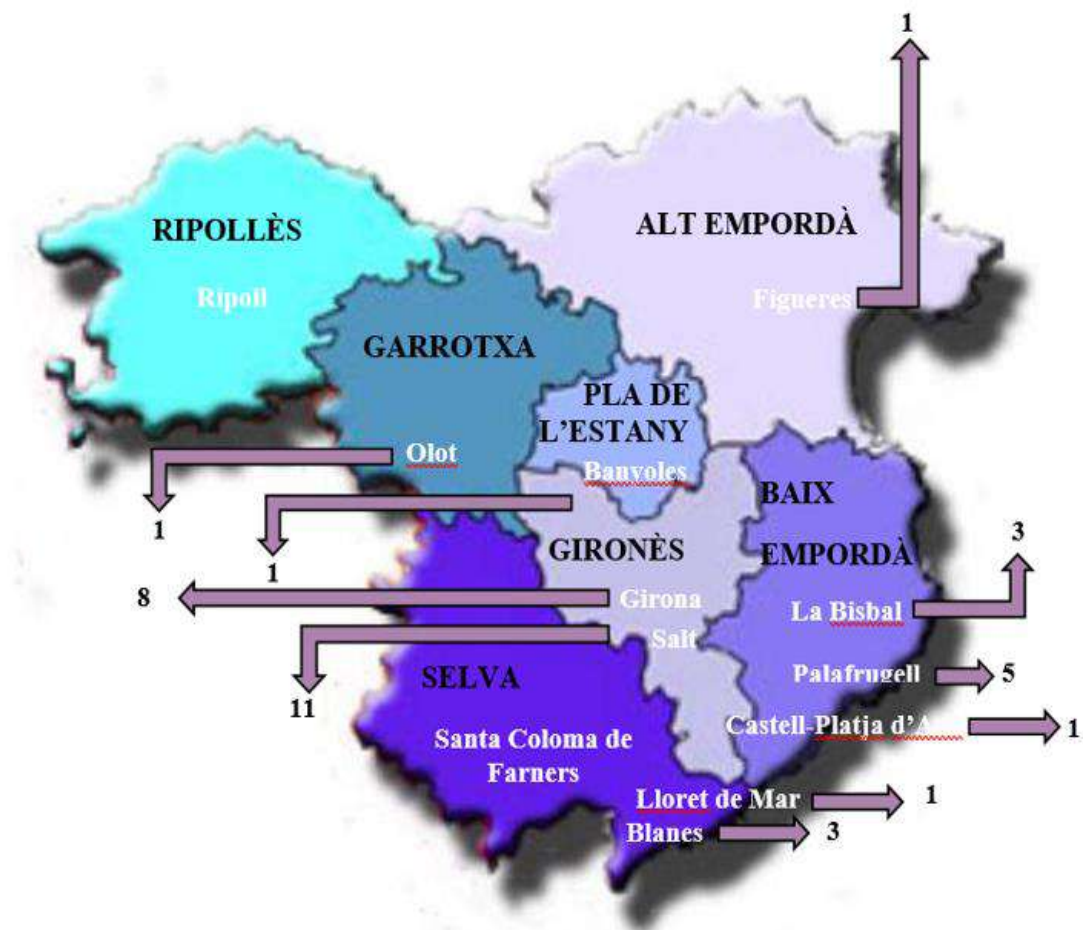 1
RIPOLLÈS
ALT EMPORDÀ
Ripoll
Figueres
GARROTXA
PLA DE
L'ESTANY
Olot
Banyoles
BAIX
1
3
EMPORDÀ
GIRONÈS
1
8
Girona
La Bisbal
Salt
Palafrugell
5
SELVA
11
Castell-Platja d'A
1
Santa Coloma de
Farners
Lloret de Mar
1
Blanes
3